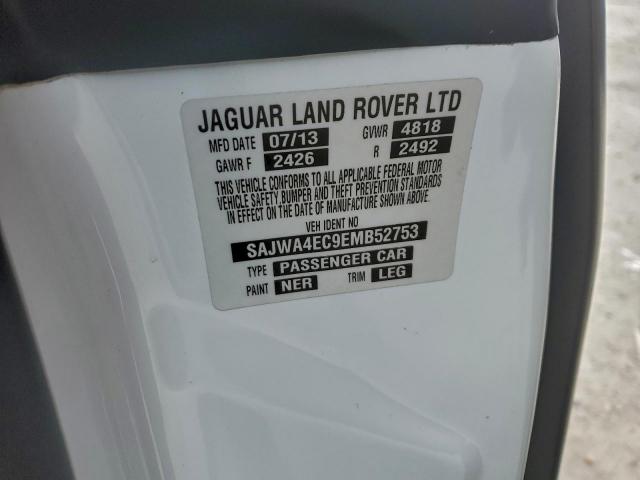 JAGUAR LAND ROVER LTD
MFD DATE 07/13 GVWR 4818
GAWR F 2426 R 2492
THIS VEHICLE CONFORMS TO ALL APPLICABLE FEDERAL MOTOR
VEHICLE SAFETY,BUMPER AND THEFT PREVENTION STANDARDS
IN EFFECT ON THE DATE OF MANUFACTURE SHOWN ABOVE.
VEH IDENT NO
SAJWA4EC9EMB52753
TYPE PASSENGER CAR
PAINT NER TRIM LEG